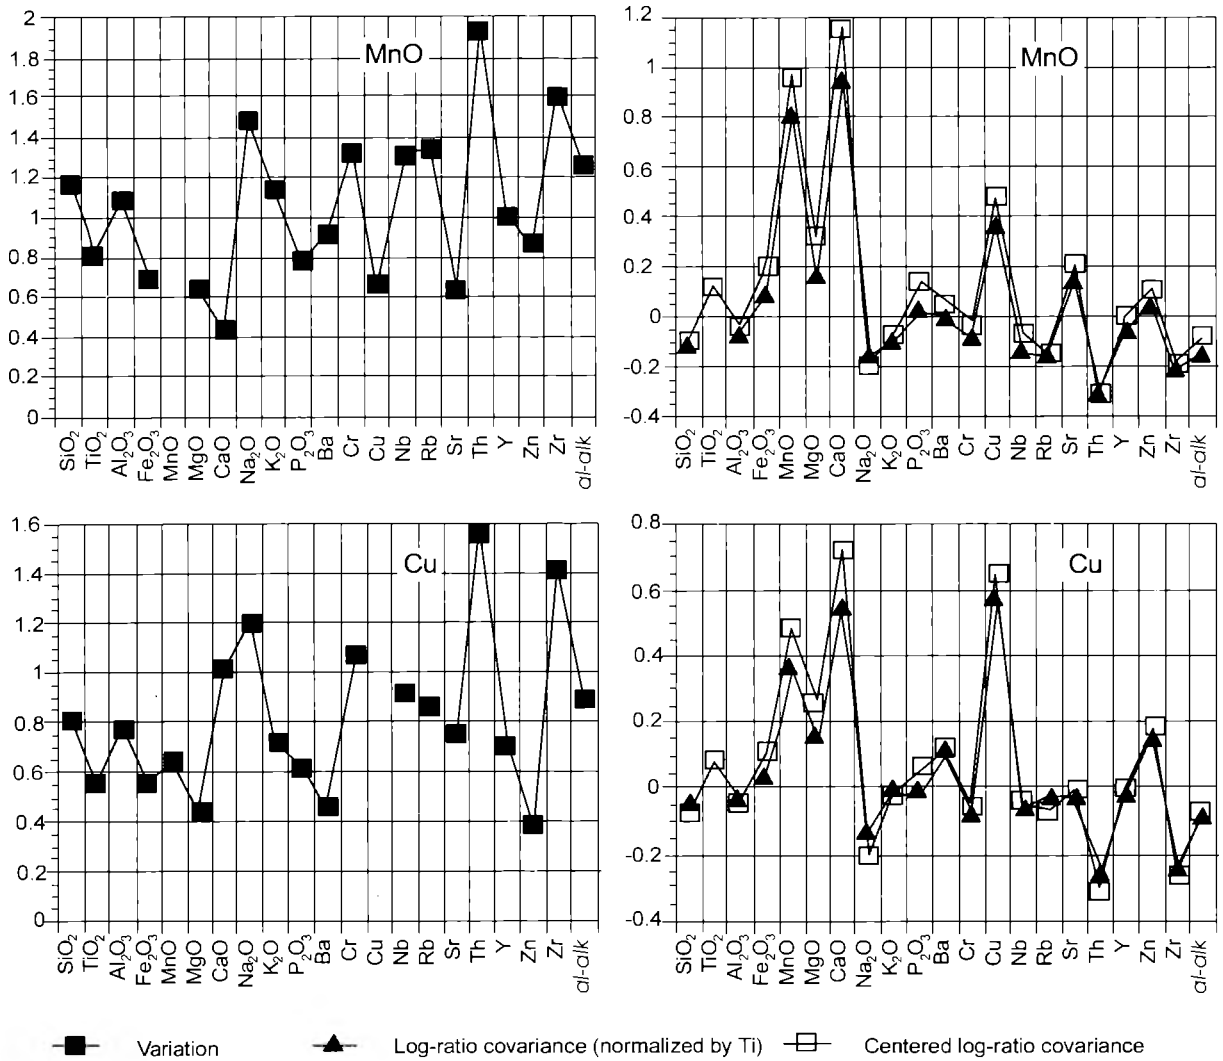 2
1.8
1.6
1.4
1.2
1
0.8
0.6
0.4
0.2
0
MnO
SiO₂
TiO₂
Al₂O₃
Fe₂O₃
MnO
MgO
CaO
Na₂O
K₂O
P₂O₃
Ba
Cr
Cu
Nb
Rb
Sr
Th
Y
Zn
Zr
al-alk
1.2
1
0.8
0.6
0.4
0.2
0
-0.2
-0.4
MnO
SiO₂
TiO₂
Al₂O₃
Fe₂O₃
MnO
MgO
CaO
Na₂O
K₂O
P₂O₃
Ba
Cr
Cu
Nb
Rb
Sr
Th
Y
Zn
Zr
al-alk
1.6
1.4
1.2
1
0.8
0.6
0.4
0.2
0
Cu
SiO₂
TiO₂
Al₂O₃
Fe₂O₃
MnO
MgO
CaO
Na₂O
K₂O
P₂O₃
Ba
Cr
Cu
Nb
Rb
Sr
Th
Y
Zn
Zr
al-alk
0.8
0.6
0.4
0.2
0
-0.2
-0.4
Cu
SiO₂
TiO₂
Al₂O₃
Fe₂O₃
MnO
MgO
CaO
Na₂O
K₂O
P₂O₃
Ba
Cr
Cu
Nb
Rb
Sr
Th
Y
Zn
Zr
al-alk
Variation Log-ratio covariance (normalized by Ti) Centered log-ratio covariance